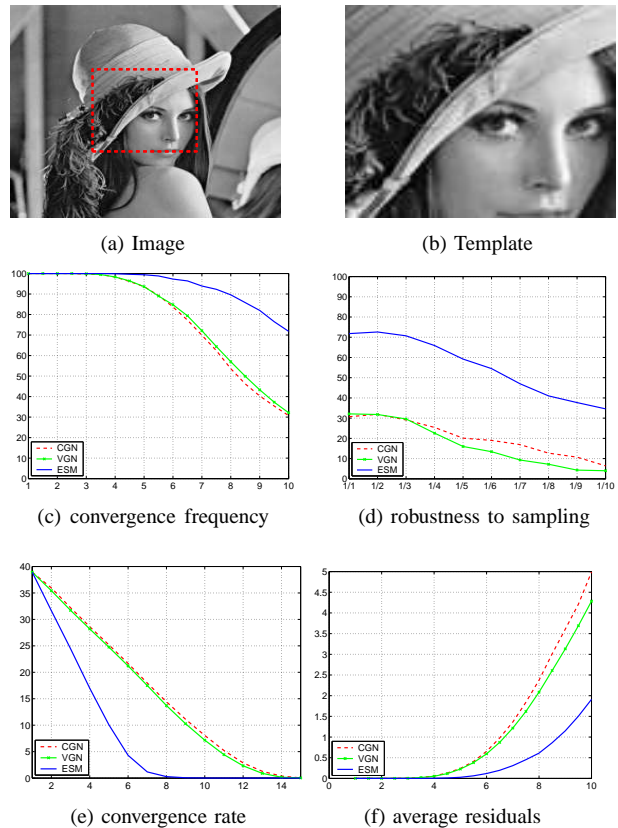 (a) Image
(b) Template
100
90
80
70
60
50
40
30
20
10
0
1 2 3 4 5 6 7 8 9 10
CGN
VGN
ESM
(c) convergence frequency
100
90
80
70
60
50
40
30
20
10
0
1/1 1/2 1/3 1/4 1/5 1/6 1/7 1/8 1/9 1/10
CGN
VGN
ESM
(d) robustness to sampling
40
35
30
25
20
15
10
5
0
2 4 6 8 10 12 14
CGN
VGN
ESM
(e) convergence rate
5
4.5
4
3.5
3
2.5
2
1.5
1
0.5
0
0 2 4 6 8 10
CGN
VGN
ESM
(f) average residuals